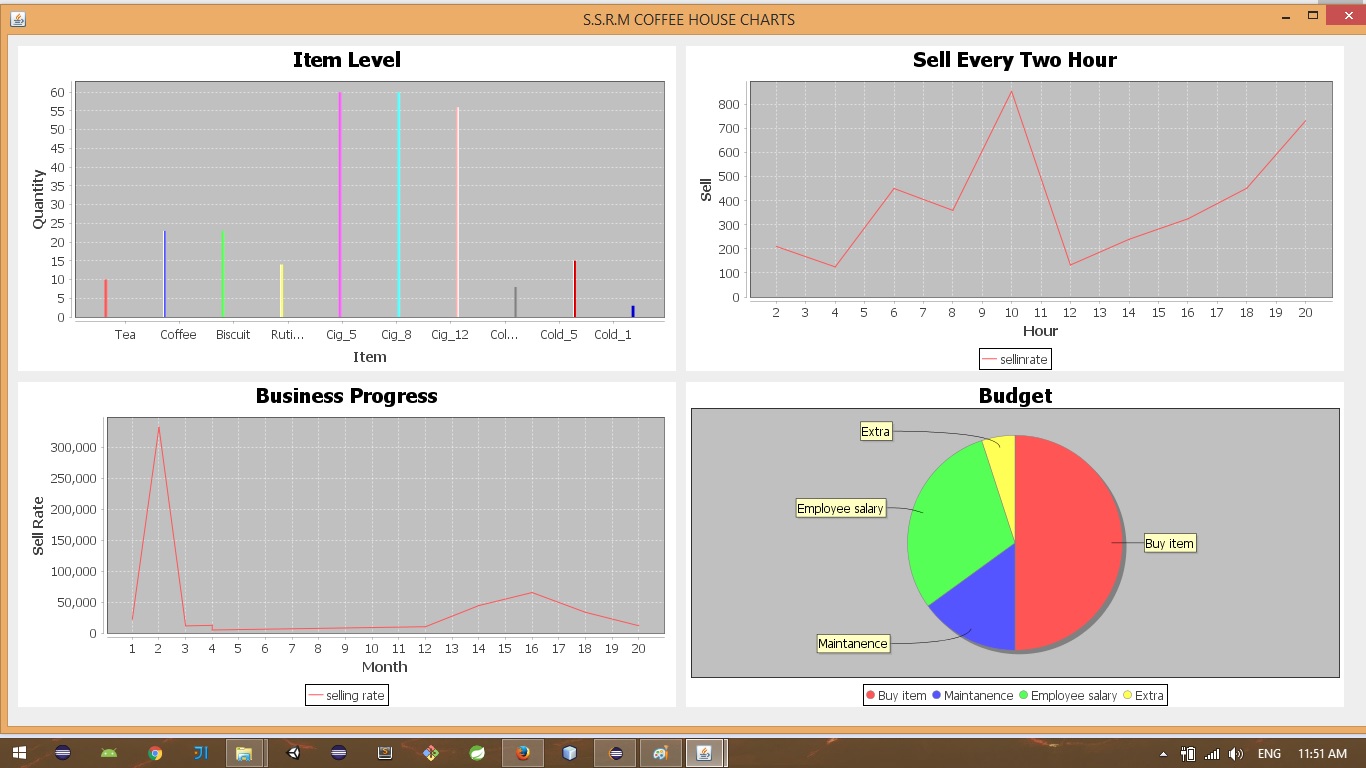 S.S.R.M COFFEE HOUSE CHARTS
Item Level
Quantity
60
55
50
45
40
35
30
25
20
15
10
5
0
Tea Coffee Biscuit Ruti... Cig_5 Cig_8 Cig_12 Col... Cold_5 Cold_1
Item
Sell Every Two Hour
Sell
800
700
600
500
400
300
200
100
0
2 3 4 5 6 7 8 9 10 11 12 13 14 15 16 17 18 19 20
Hour
sellinrate
Business Progress
Sell Rate
300,000
250,000
200,000
150,000
100,000
50,000
0
1 2 3 4 5 6 7 8 9 10 11 12 13 14 15 16 17 18 19 20
Month
selling rate
Budget
Extra
Employee salary
Buy item
Maintanence
Buy item Maintanence Employee salary Extra
ENG 11:51 AM